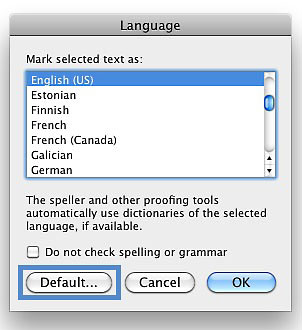 Language
Mark selected text as:
English (US)
Estonian
Finnish
French
French (Canada)
Galician
German
The speller and other proofing tools
automatically use dictionaries of the selected
language, if available.
Do not check spelling or grammar
Default... Cancel OK